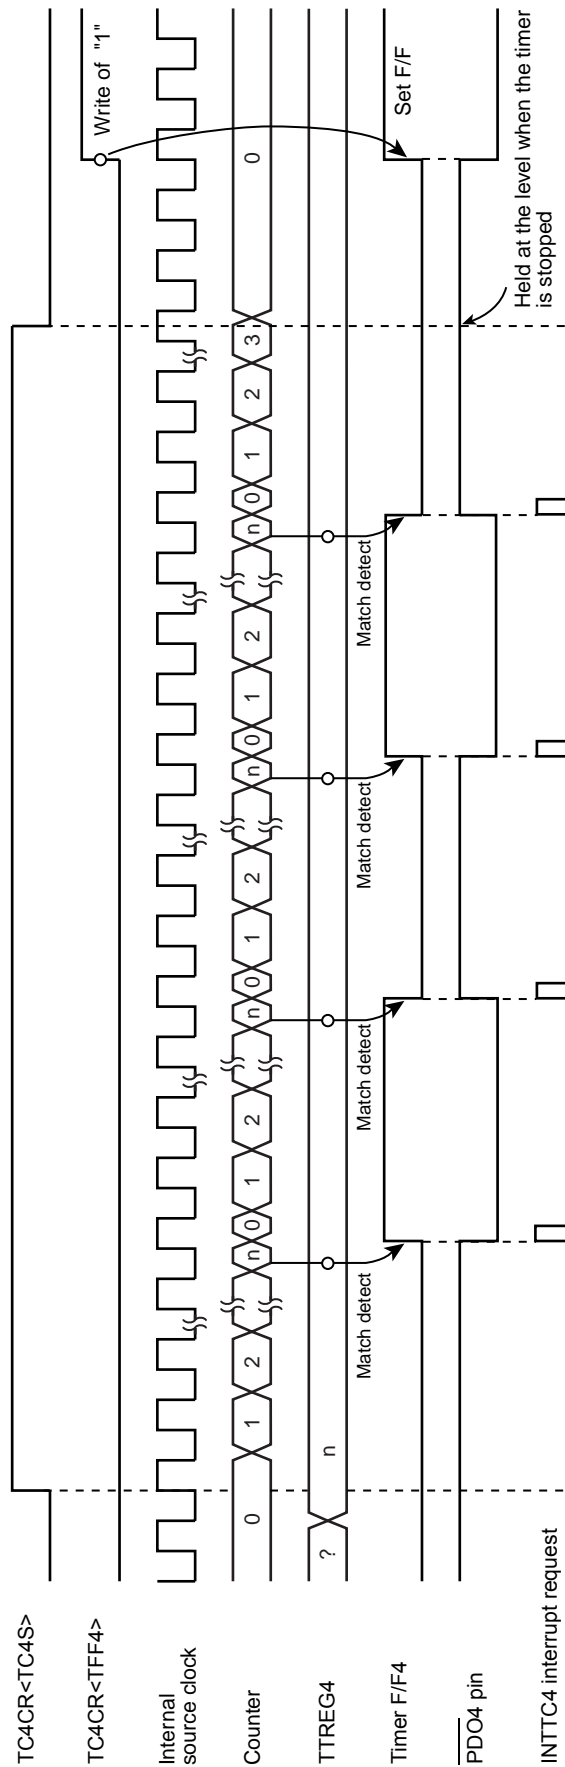 TC4CR<TC4S>
TC4CR<TFF4>
Write of "1"
Internal
source clock
Counter
0
1
2
n
0
1
2
n
0
1
2
n
0
1
2
n
0
1
2
3
0
TTREG4
?
n
Match detect
Match detect
Match detect
Match detect
Timer F/F4
Set F/F
PDO4 pin
Held at the level when the timer
is stopped
INTTC4 interrupt request